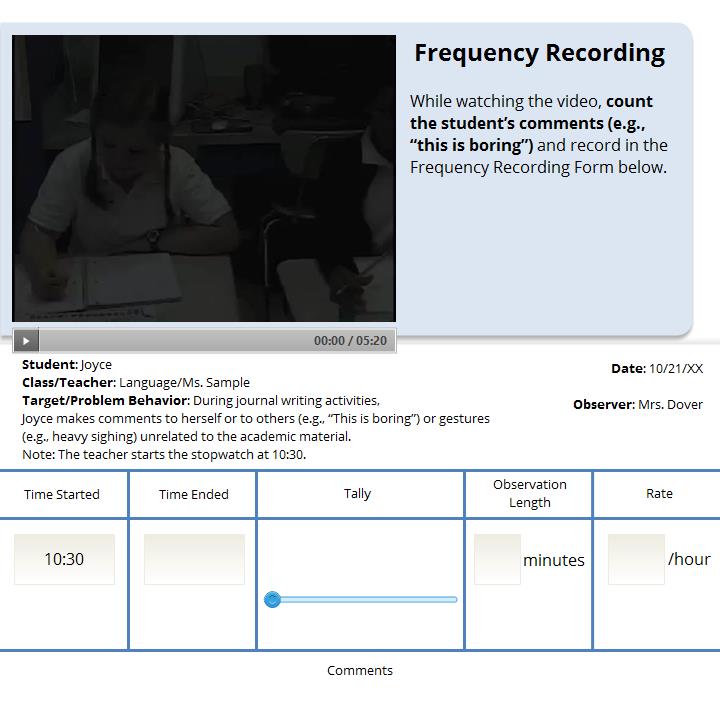 Frequency Recording
While watching the video, count
the student's comments (e.g.,
“this is boring”) and record in the
Frequency Recording Form below.
00:00 / 05:20
Student: Joyce
Class/Teacher: Language/Ms. Sample
Target/Problem Behavior: During journal writing activities,
Joyce makes comments to herself or to others (e.g., “This is boring”) or gestures
(e.g., heavy sighing) unrelated to the academic material.
Note: The teacher starts the stopwatch at 10:30.
Date: 10/21/XX
Observer: Mrs. Dover
Time Started
Time Ended
Tally
Observation
Length
Rate
10:30
minutes
/hour
Comments